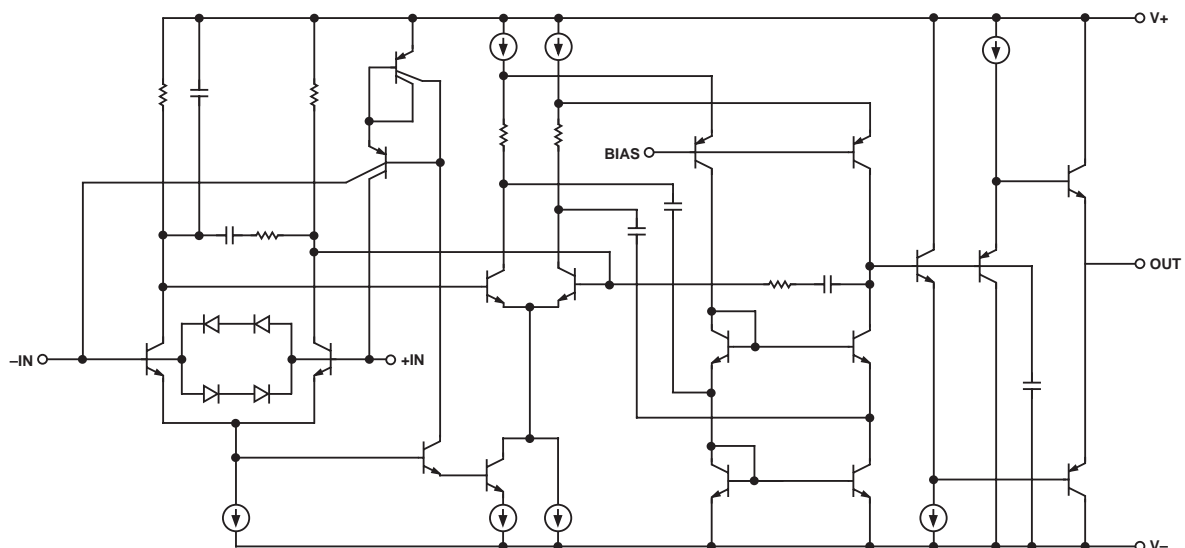 V+
BIAS
OUT
–IN
+IN
V–